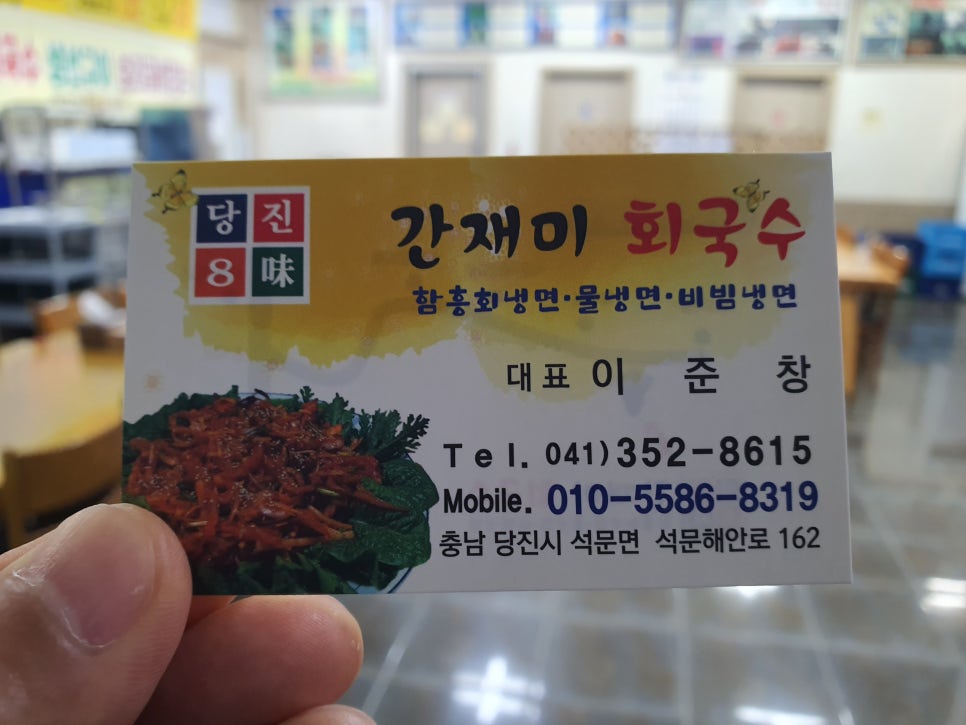 당진
8味
간재미 회국수
함흥회냉면·물냉면·비빔냉면
대표 이 준 창
Tel. 041)352-8615
Mobile. 010-5586-8319
충남 당진시 석문면 석문해안로 162